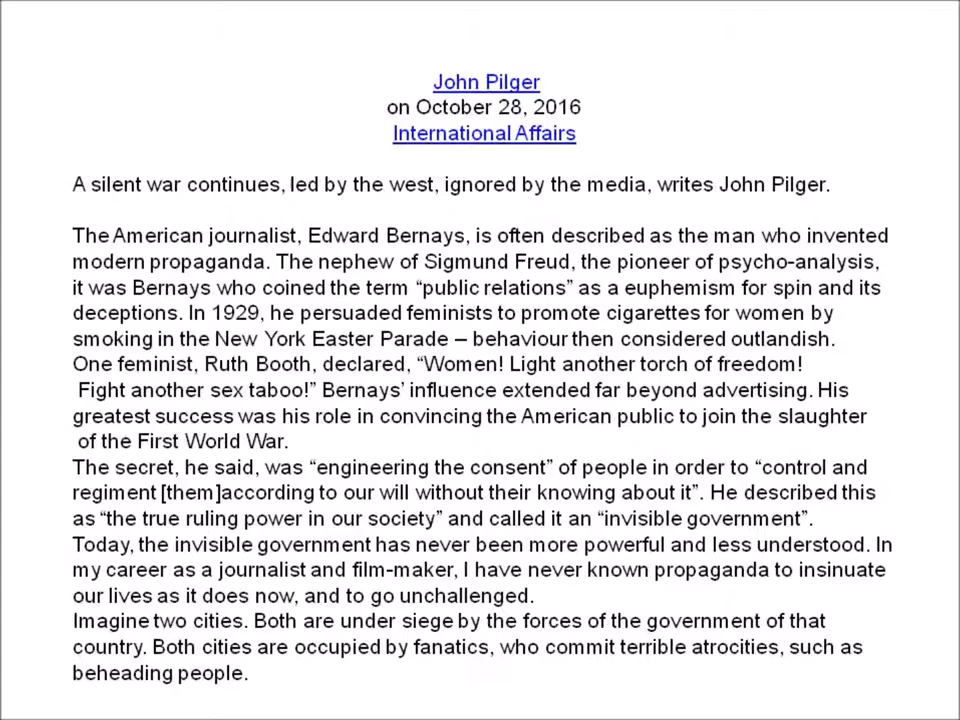 John Pilger
on October 28, 2016
International Affairs
A silent war continues, led by the west, ignored by the media, writes John Pilger.
The American journalist, Edward Bernays, is often described as the man who invented
modern propaganda. The nephew of Sigmund Freud, the pioneer of psycho-analysis,
it was Bernays who coined the term “public relations” as a euphemism for spin and its
deceptions. In 1929, he persuaded feminists to promote cigarettes for women by
smoking in the New York Easter Parade – behaviour then considered outlandish.
One feminist, Ruth Booth, declared, “Women! Light another torch of freedom!
Fight another sex taboo!” Bernays’ influence extended far beyond advertising. His
greatest success was his role in convincing the American public to join the slaughter
of the First World War.
The secret, he said, was “engineering the consent” of people in order to “control and
regiment [them]according to our will without their knowing about it”. He described this
as “the true ruling power in our society” and called it an “invisible government”.
Today, the invisible government has never been more powerful and less understood. In
my career as a journalist and film-maker, I have never known propaganda to insinuate
our lives as it does now, and to go unchallenged.
Imagine two cities. Both are under siege by the forces of the government of that
country. Both cities are occupied by fanatics, who commit terrible atrocities, such as
beheading people.